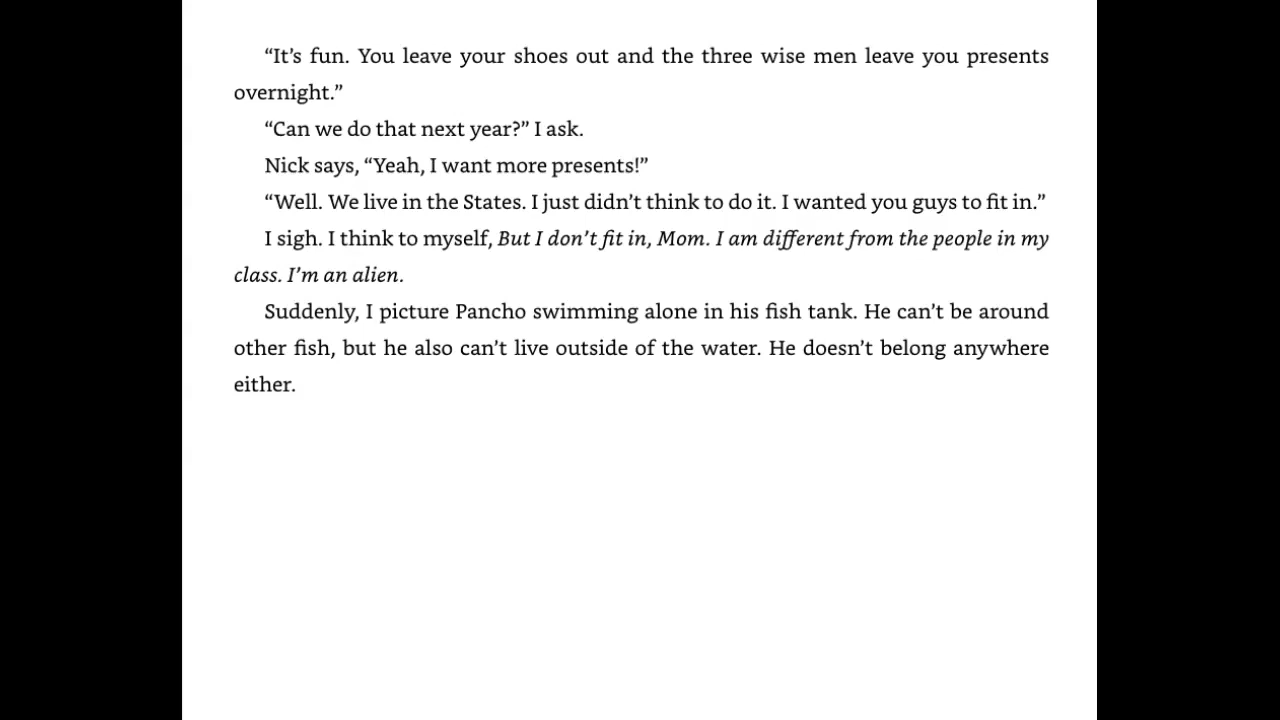 “It’s fun. You leave your shoes out and the three wise men leave you presents
overnight.”
“Can we do that next year?” I ask.
Nick says, “Yeah, I want more presents!”
“Well. We live in the States. I just didn’t think to do it. I wanted you guys to fit in.”
I sigh. I think to myself, But I don’t fit in, Mom. I am different from the people in my
class. I’m an alien.
Suddenly, I picture Pancho swimming alone in his fish tank. He can’t be around
other fish, but he also can’t live outside of the water. He doesn’t belong anywhere
either.